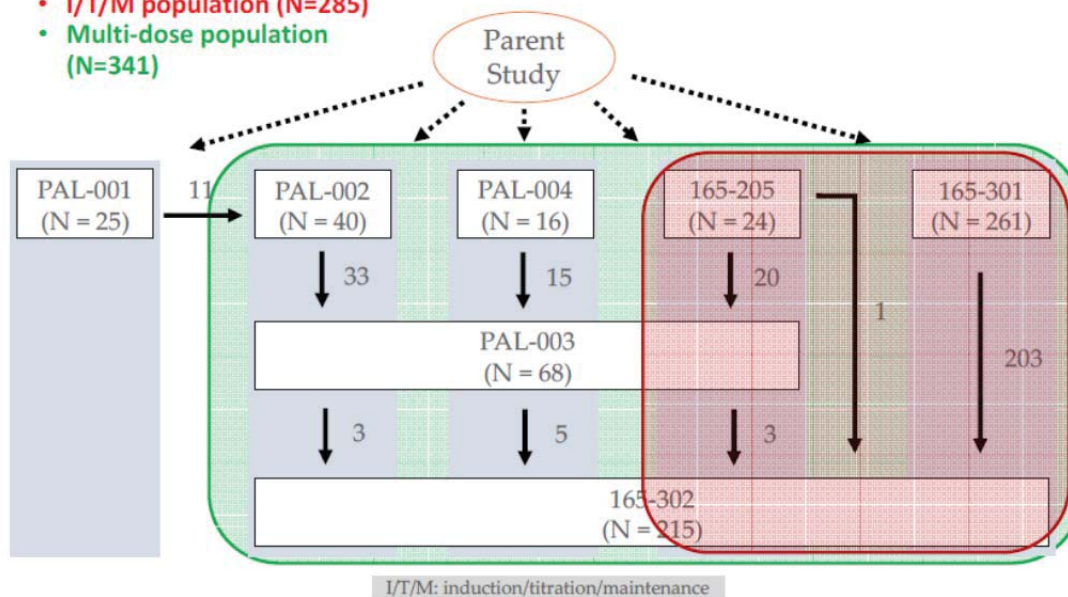 • I/T/M population (N=285)
• Multi-dose population
(N=341)
Parent
Study
PAL-001
(N = 25)
11
PAL-002
(N = 40)
PAL-004
(N = 16)
165-205
(N = 24)
165-301
(N = 261)
33
15
20
1
203
PAL-003
(N = 68)
3
5
3
165-302
(N = 215)
I/T/M: induction/titration/maintenance